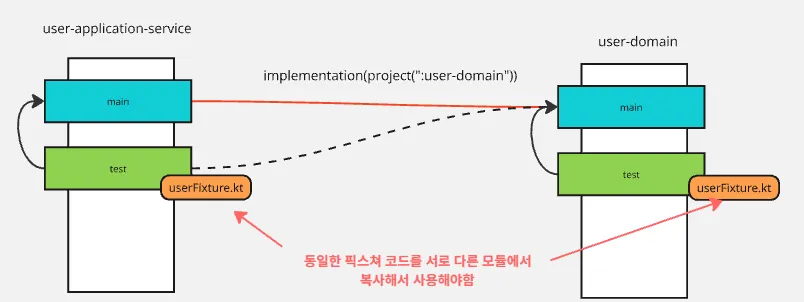 user-application-service
user-domain
implementation(project(":user-domain"))
main
main
test
test
userFixture.kt
userFixture.kt
동일한 픽스쳐 코드를 서로 다른 모듈에서
복사해서 사용해야함